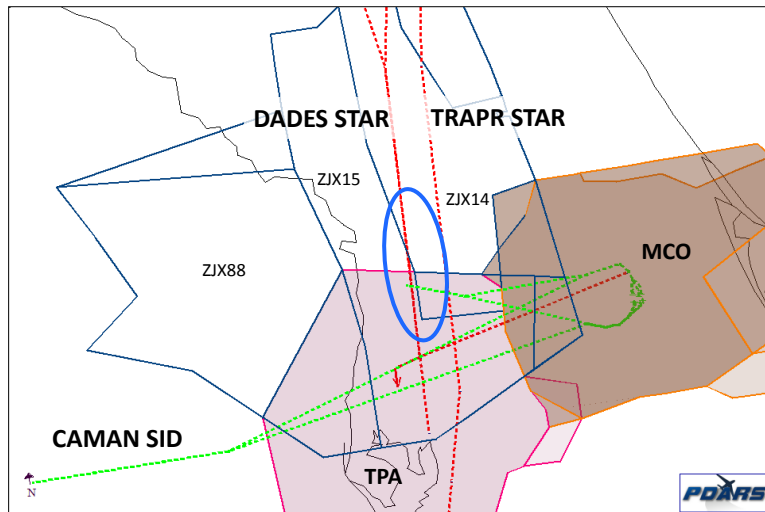 DADES STAR
TRAPR STAR
ZJX15
ZJX14
MCO
ZJX88
CAMAN SID
TPA
N
PDARS